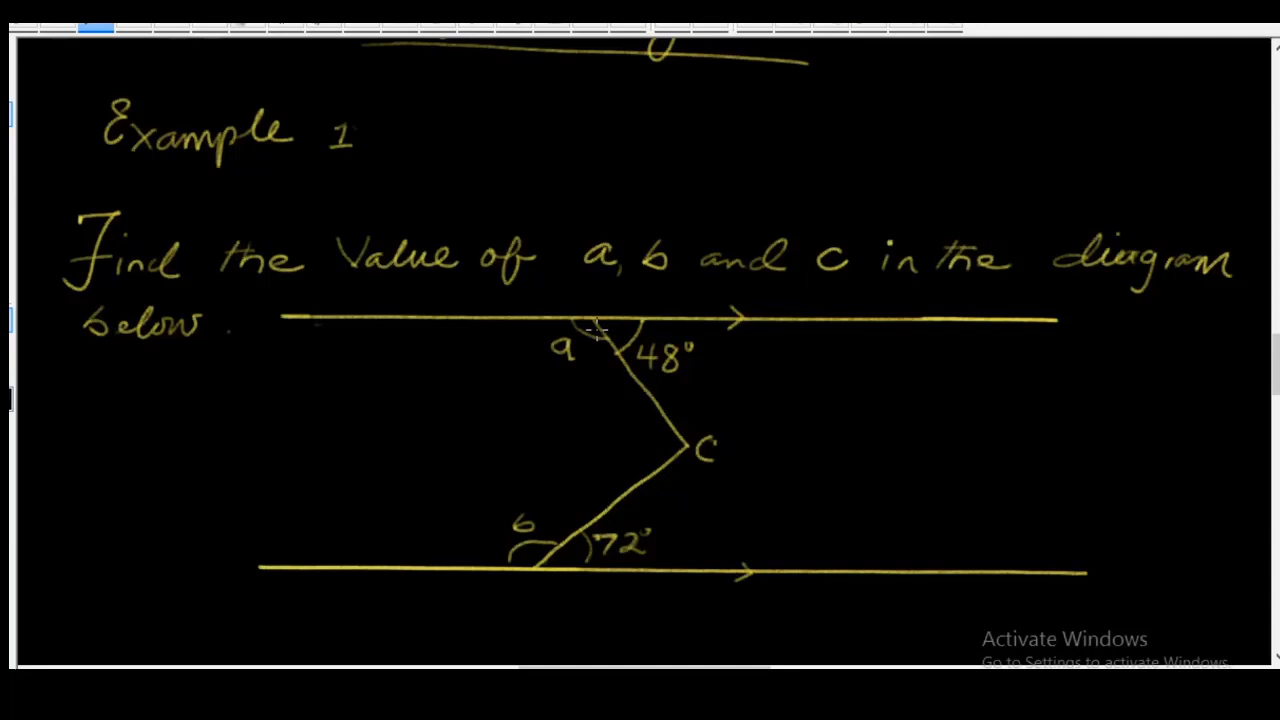 Example 1
Find the Value of a, b and c in the diagram
below.
a 48°
C
b 72°
Activate Windows
Go to Settings to activate Windows.